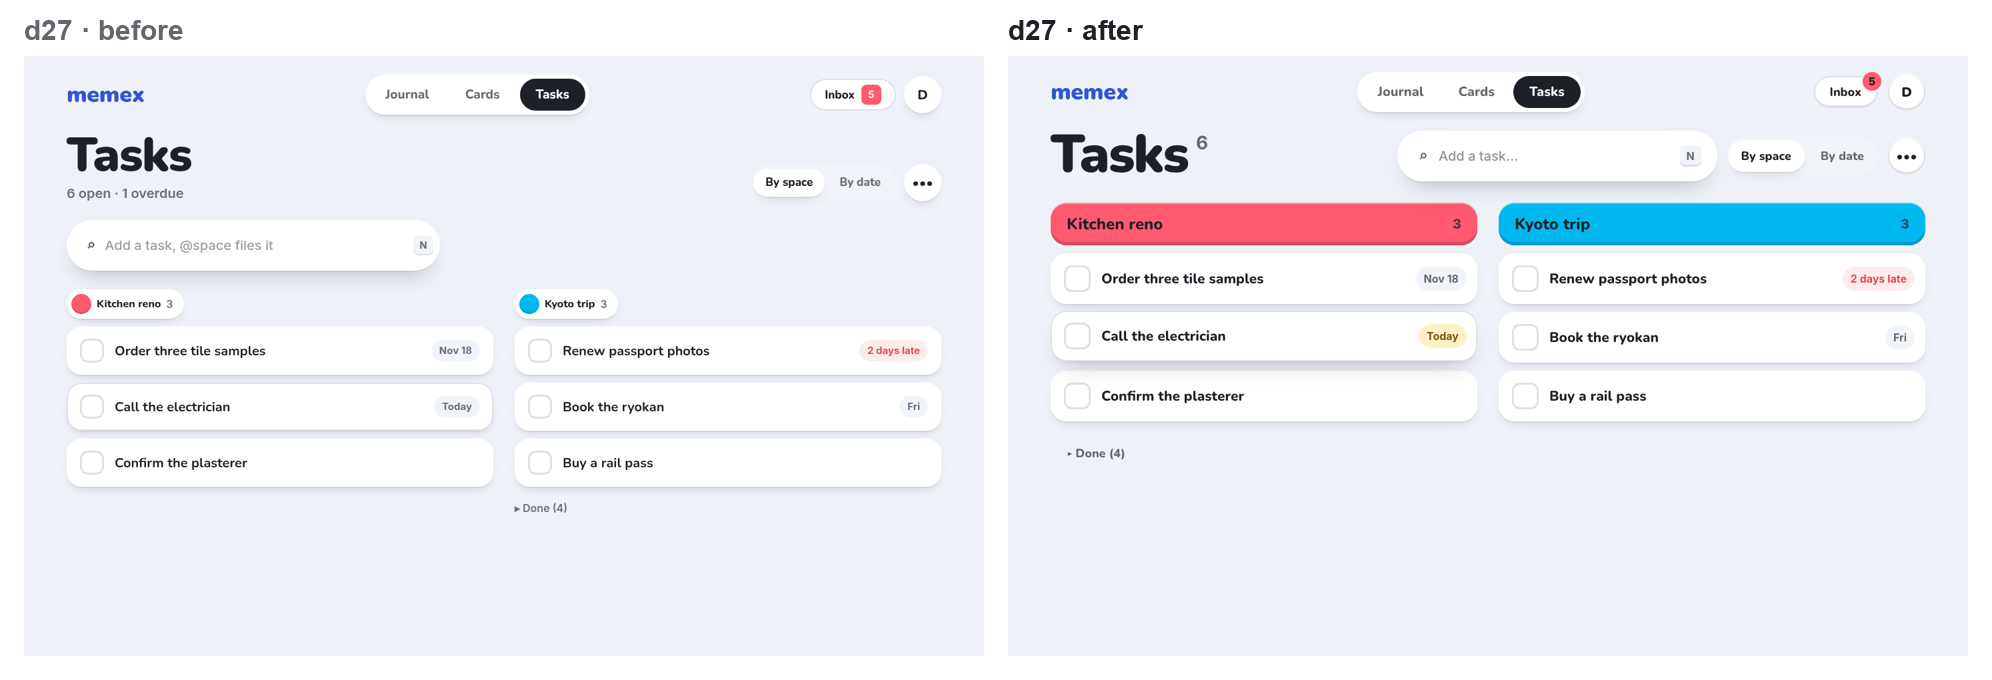 d27 · before
memex
Journal
Cards
Tasks
Inbox 5
D
Tasks
6 open · 1 overdue
By space
By date
Add a task, @space files it
N
Kitchen reno 3
Order three tile samples
Nov 18
Call the electrician
Today
Confirm the plasterer
Kyoto trip 3
Renew passport photos
2 days late
Book the ryokan
Fri
Buy a rail pass
Done (4)
d27 · after
memex
Journal
Cards
Tasks
Inbox
5
D
Tasks 6
Add a task...
N
By space
By date
Kitchen reno
3
Order three tile samples
Nov 18
Call the electrician
Today
Confirm the plasterer
Kyoto trip
3
Renew passport photos
2 days late
Book the ryokan
Fri
Buy a rail pass
Done (4)